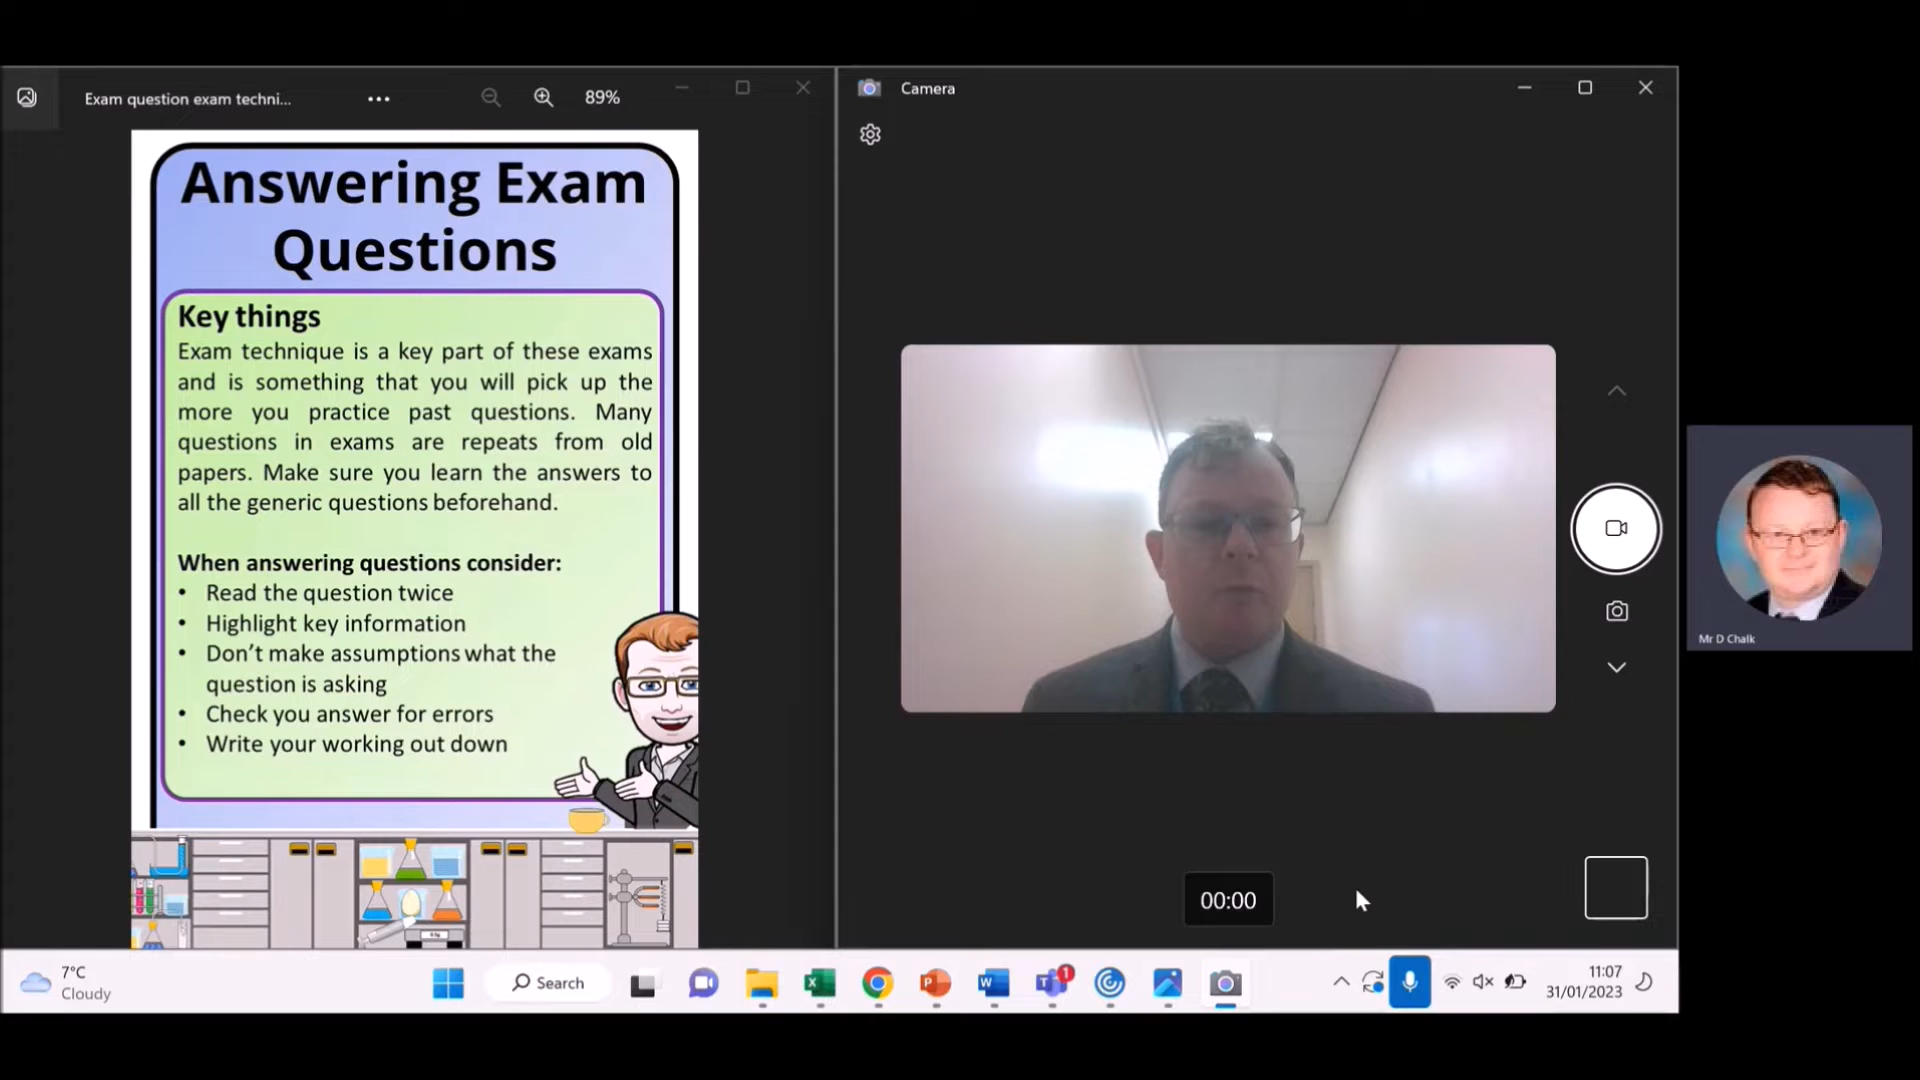 Exam question exam techni...
89%
Camera
Answering Exam
Questions
Key things
Exam technique is a key part of these exams
and is something that you will pick up the
more you practice past questions. Many
questions in exams are repeats from old
papers. Make sure you learn the answers to
all the generic questions beforehand.
When answering questions consider:
• Read the question twice
• Highlight key information
• Don't make assumptions what the
question is asking
• Check you answer for errors
• Write your working out down
Mr D Chalk
00:00
7°C
Cloudy
Search
1
11:07
31/01/2023